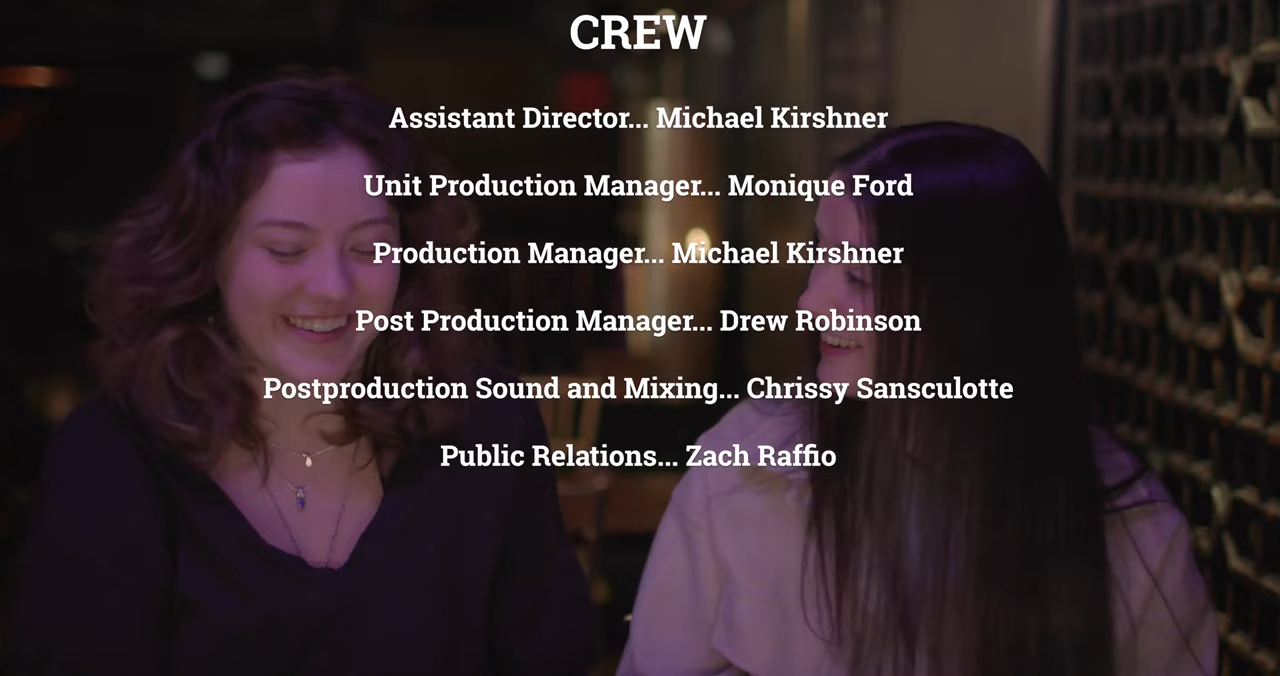 CREW
Assistant Director... Michael Kirshner
Unit Production Manager... Monique Ford
Production Manager... Michael Kirshner
Post Production Manager... Drew Robinson
Postproduction Sound and Mixing... Chrissy Sansculotte
Public Relations... Zach Raffio